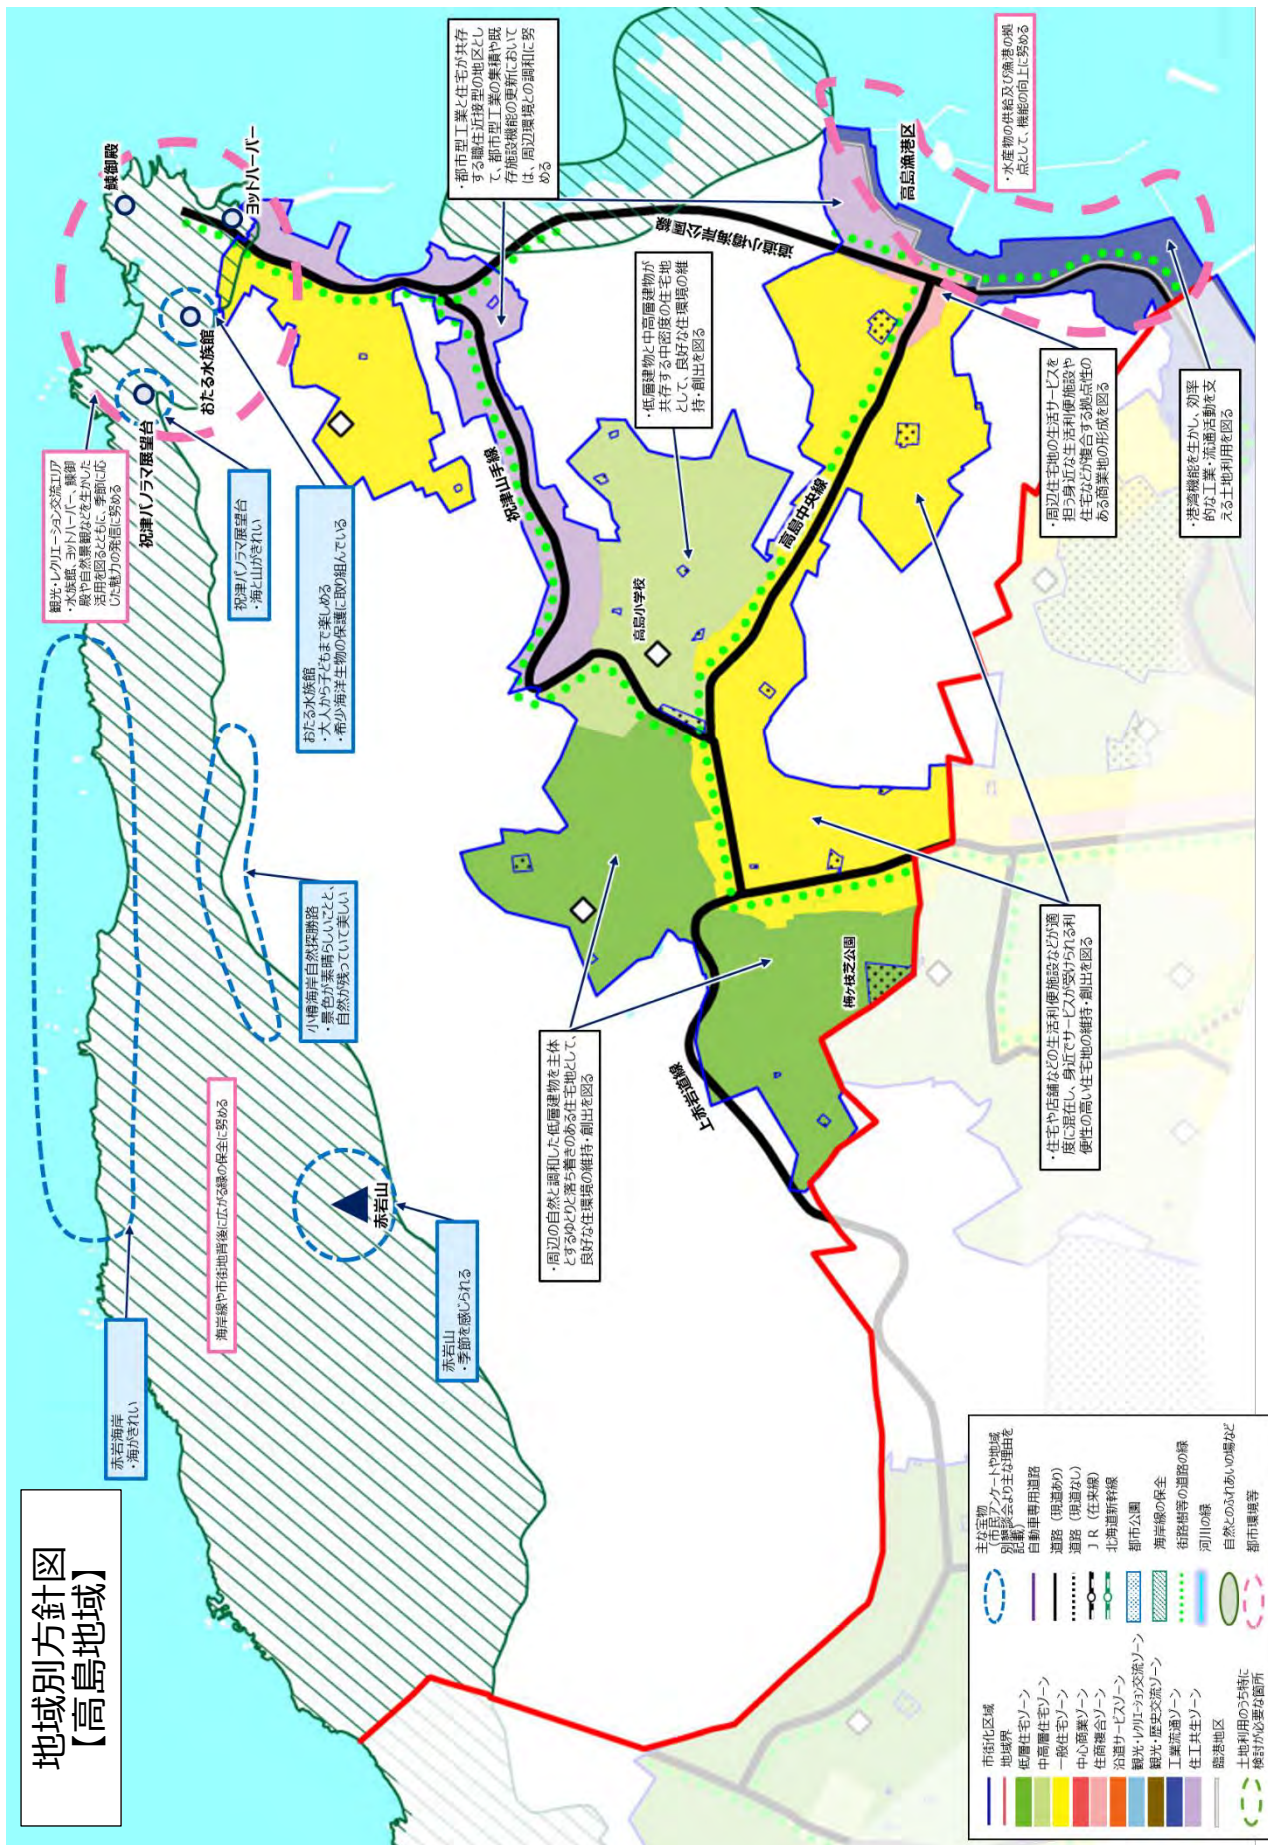 地域別方針図
【高島地域】
赤岩海岸
・海がきれい
海岸線や市街地背後に広がる緑の保全に努める
赤岩山
赤岩山
・季節を感じられる
小樽海岸自然探勝路
・景色が素晴らしいことと、
自然が残っていて美しい
観光・レクリエーション交流エリア
・水族館、ヨットハーバー、鰊御
殿や自然景観などを生かした
活用を図るとともに、季節に応
じた魅力の発信に努める
祝津パノラマ展望台
・海と山がきれい
おたる水族館
・大人から子どもまで楽しめる
・希少海洋生物の保護に取り組んでいる
祝津パノラマ展望台
おたる水族館
鰊御殿
ヨットハーバー
・都市型工業と住宅が共存
する職住近接型の地区とし
て、都市型工業の集積や既
存施設機能の更新において
は、周辺環境との調和に努
める
祝津山手線
道道小樽海岸公園線
・低層建物と中高層建物が
共存する中密度の住宅地
として、良好な住環境の維
持・創出を図る
高島小学校
高島中央線
高島漁港区
・水産物の供給及び漁港の拠
点として、機能の向上に努める
・周辺住宅地の生活サービスを
担う身近な生活利便施設や
住宅などが複合する拠点性の
ある商業地の形成を図る
・港湾機能を生かし、効率
的な工業・流通活動を支
える土地利用を図る
・周辺の自然と調和した低層建物を主体
とするゆとりと落ち着きのある住宅地として、
良好な住環境の維持・創出を図る
上赤岩道線
梅ヶ枝芝公園
・住宅や店舗などの生活利便施設などが適
度に混在し、身近でサービスが受けられる利
便性の高い住宅地の維持・創出を図る
市街化区域
地域界
低層住宅ゾーン
中高層住宅ゾーン
一般住宅ゾーン
中心商業ゾーン
住商複合ゾーン
沿道サービスゾーン
観光・レクリエーション交流ゾーン
観光・歴史交流ゾーン
工業流通ゾーン
住工共生ゾーン
臨港地区
土地利用のうち特に
検討が必要な箇所
主な宝物
（市民アンケートや地域
別懇談会より主な理由を
記載）
自動車専用道路
道路（現道あり）
道路（現道なし）
ＪＲ（在来線）
北海道新幹線
都市公園
海岸線の保全
街路樹等の道路の緑
河川の緑
自然とのふれあいの場など
都市環境等